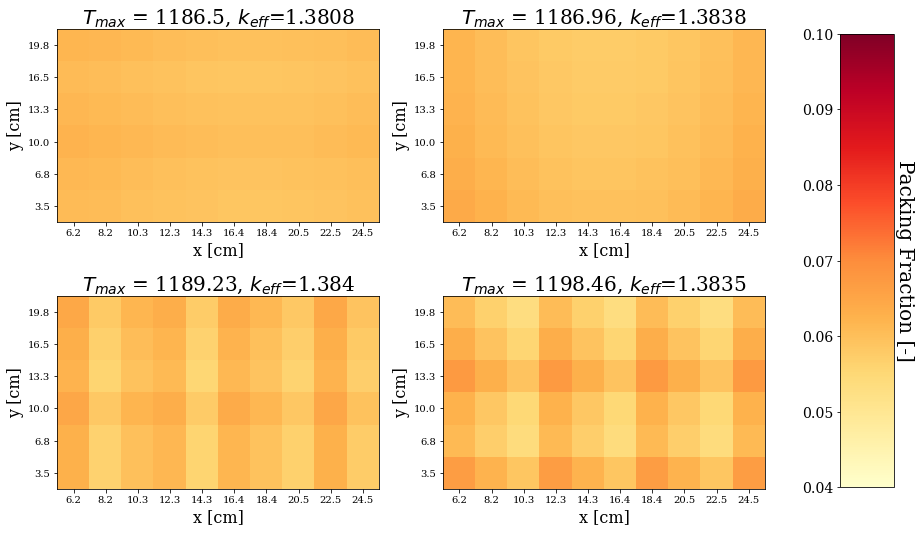 T_max = 1186.5, k_eff=1.3808
19.8
16.5
13.3
10.0
6.8
3.5
y [cm]
6.2 8.2 10.3 12.3 14.3 16.4 18.4 20.5 22.5 24.5
x [cm]
T_max = 1186.96, k_eff=1.3838
19.8
16.5
13.3
10.0
6.8
3.5
y [cm]
6.2 8.2 10.3 12.3 14.3 16.4 18.4 20.5 22.5 24.5
x [cm]
T_max = 1189.23, k_eff=1.384
19.8
16.5
13.3
10.0
6.8
3.5
y [cm]
6.2 8.2 10.3 12.3 14.3 16.4 18.4 20.5 22.5 24.5
x [cm]
T_max = 1198.46, k_eff=1.3835
19.8
16.5
13.3
10.0
6.8
3.5
y [cm]
6.2 8.2 10.3 12.3 14.3 16.4 18.4 20.5 22.5 24.5
x [cm]
0.10
0.09
0.08
0.07
0.06
0.05
0.04
Packing Fraction [-]